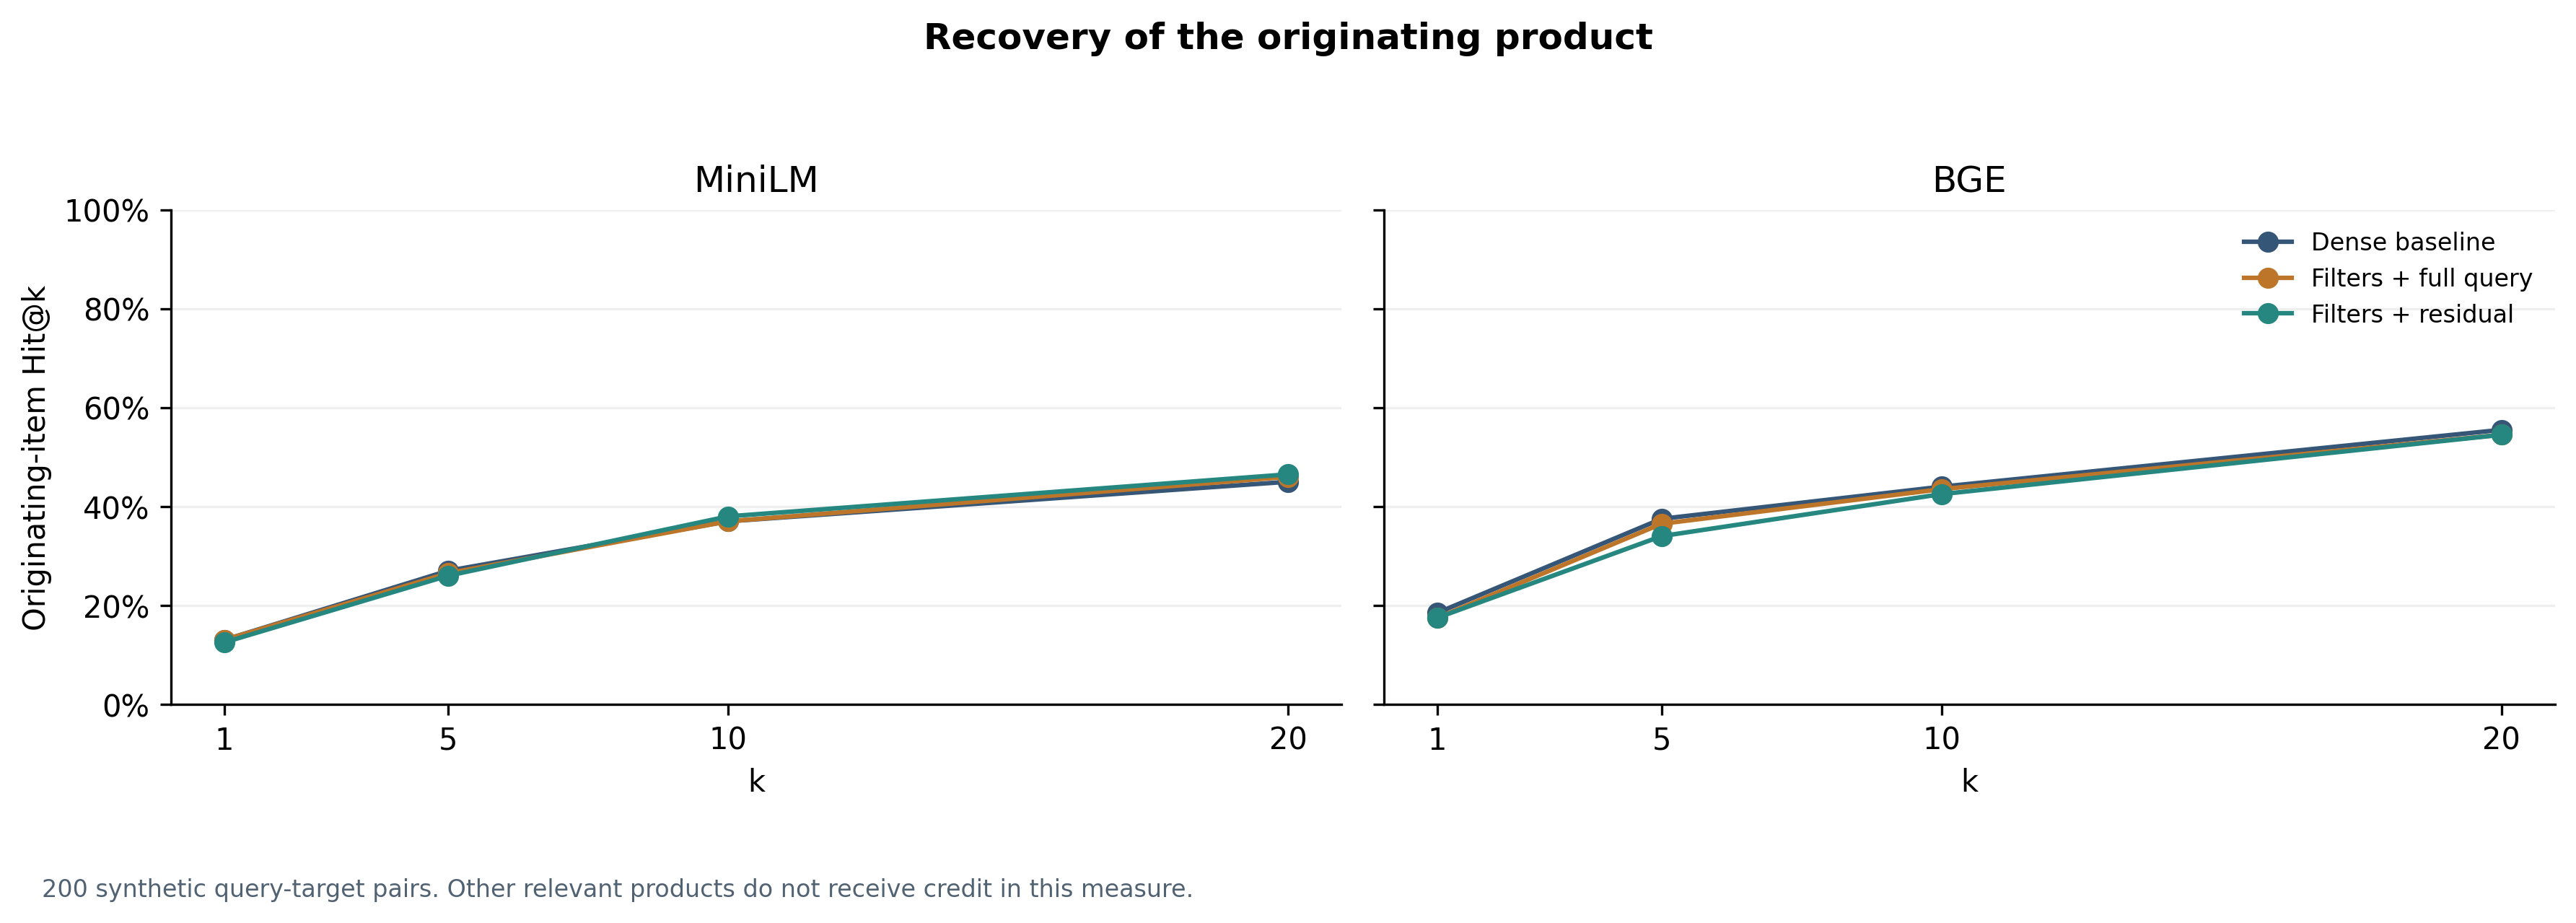 Recovery of the originating product
MiniLM
BGE
Originating-item Hit@k
100%
80%
60%
40%
20%
0%
1 5 10 20
k
1 5 10 20
k
Dense baseline
Filters + full query
Filters + residual
200 synthetic query-target pairs. Other relevant products do not receive credit in this measure.